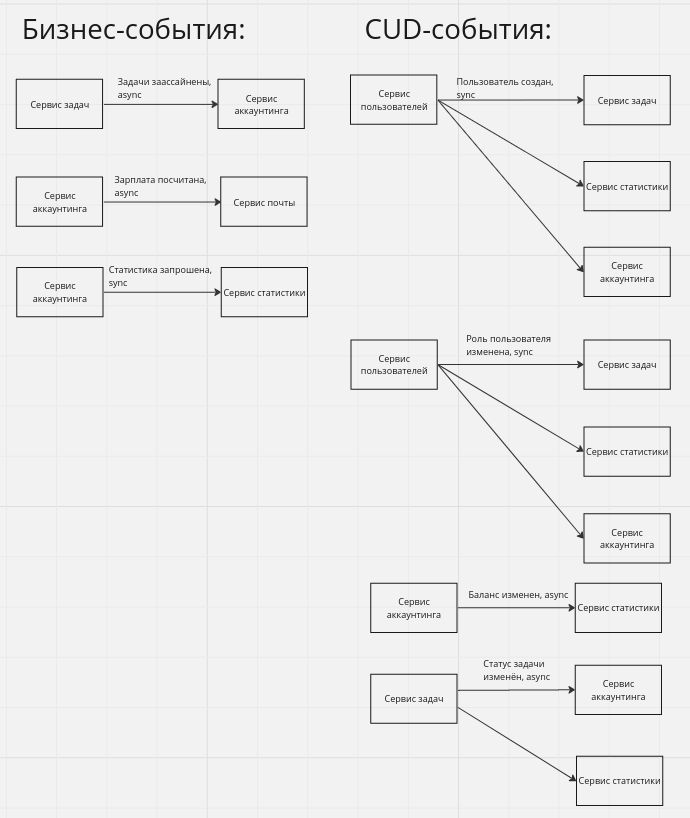 Бизнес-события:
Сервис задач
Задачи заассайнены,
async
Сервис
аккаунтинга
Сервис
аккаунтинга
Зарплата посчитана,
async
Сервис почты
Сервис
аккаунтинга
Статистика запрошена,
sync
Сервис статистики
CUD-события:
Сервис
пользователей
Пользователь создан,
sync
Сервис задач
Сервис статистики
Сервис
аккаунтинга
Сервис
пользователей
Роль пользователя
изменена, sync
Сервис задач
Сервис статистики
Сервис
аккаунтинга
Сервис
аккаунтинга
Баланс изменен, async
Сервис статистики
Сервис задач
Статус задачи
изменён, async
Сервис
аккаунтинга
Сервис статистики